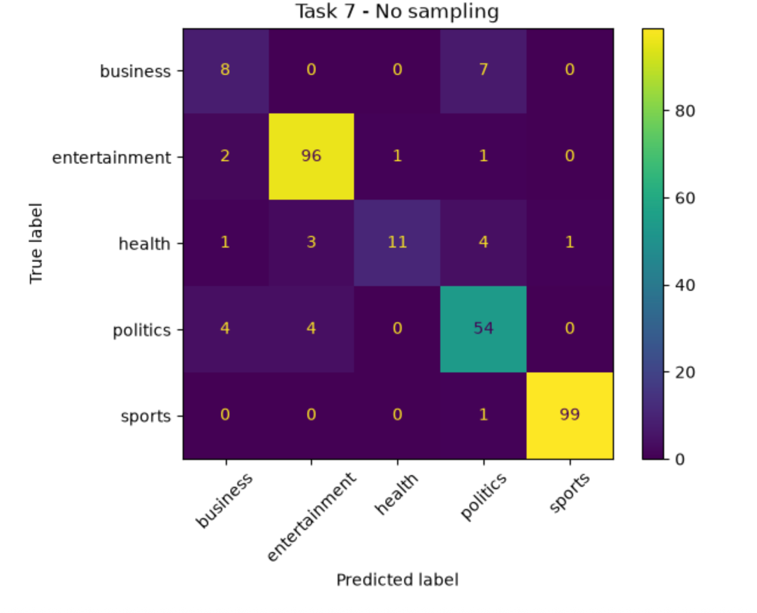 Task 7 - No sampling
business 8 0 0 7 0
entertainment 2 96 1 1 0
health 1 3 11 4 1
politics 4 4 0 54 0
sports 0 0 0 1 99
business entertainment health politics sports
Predicted label
True label
80
60
40
20
0